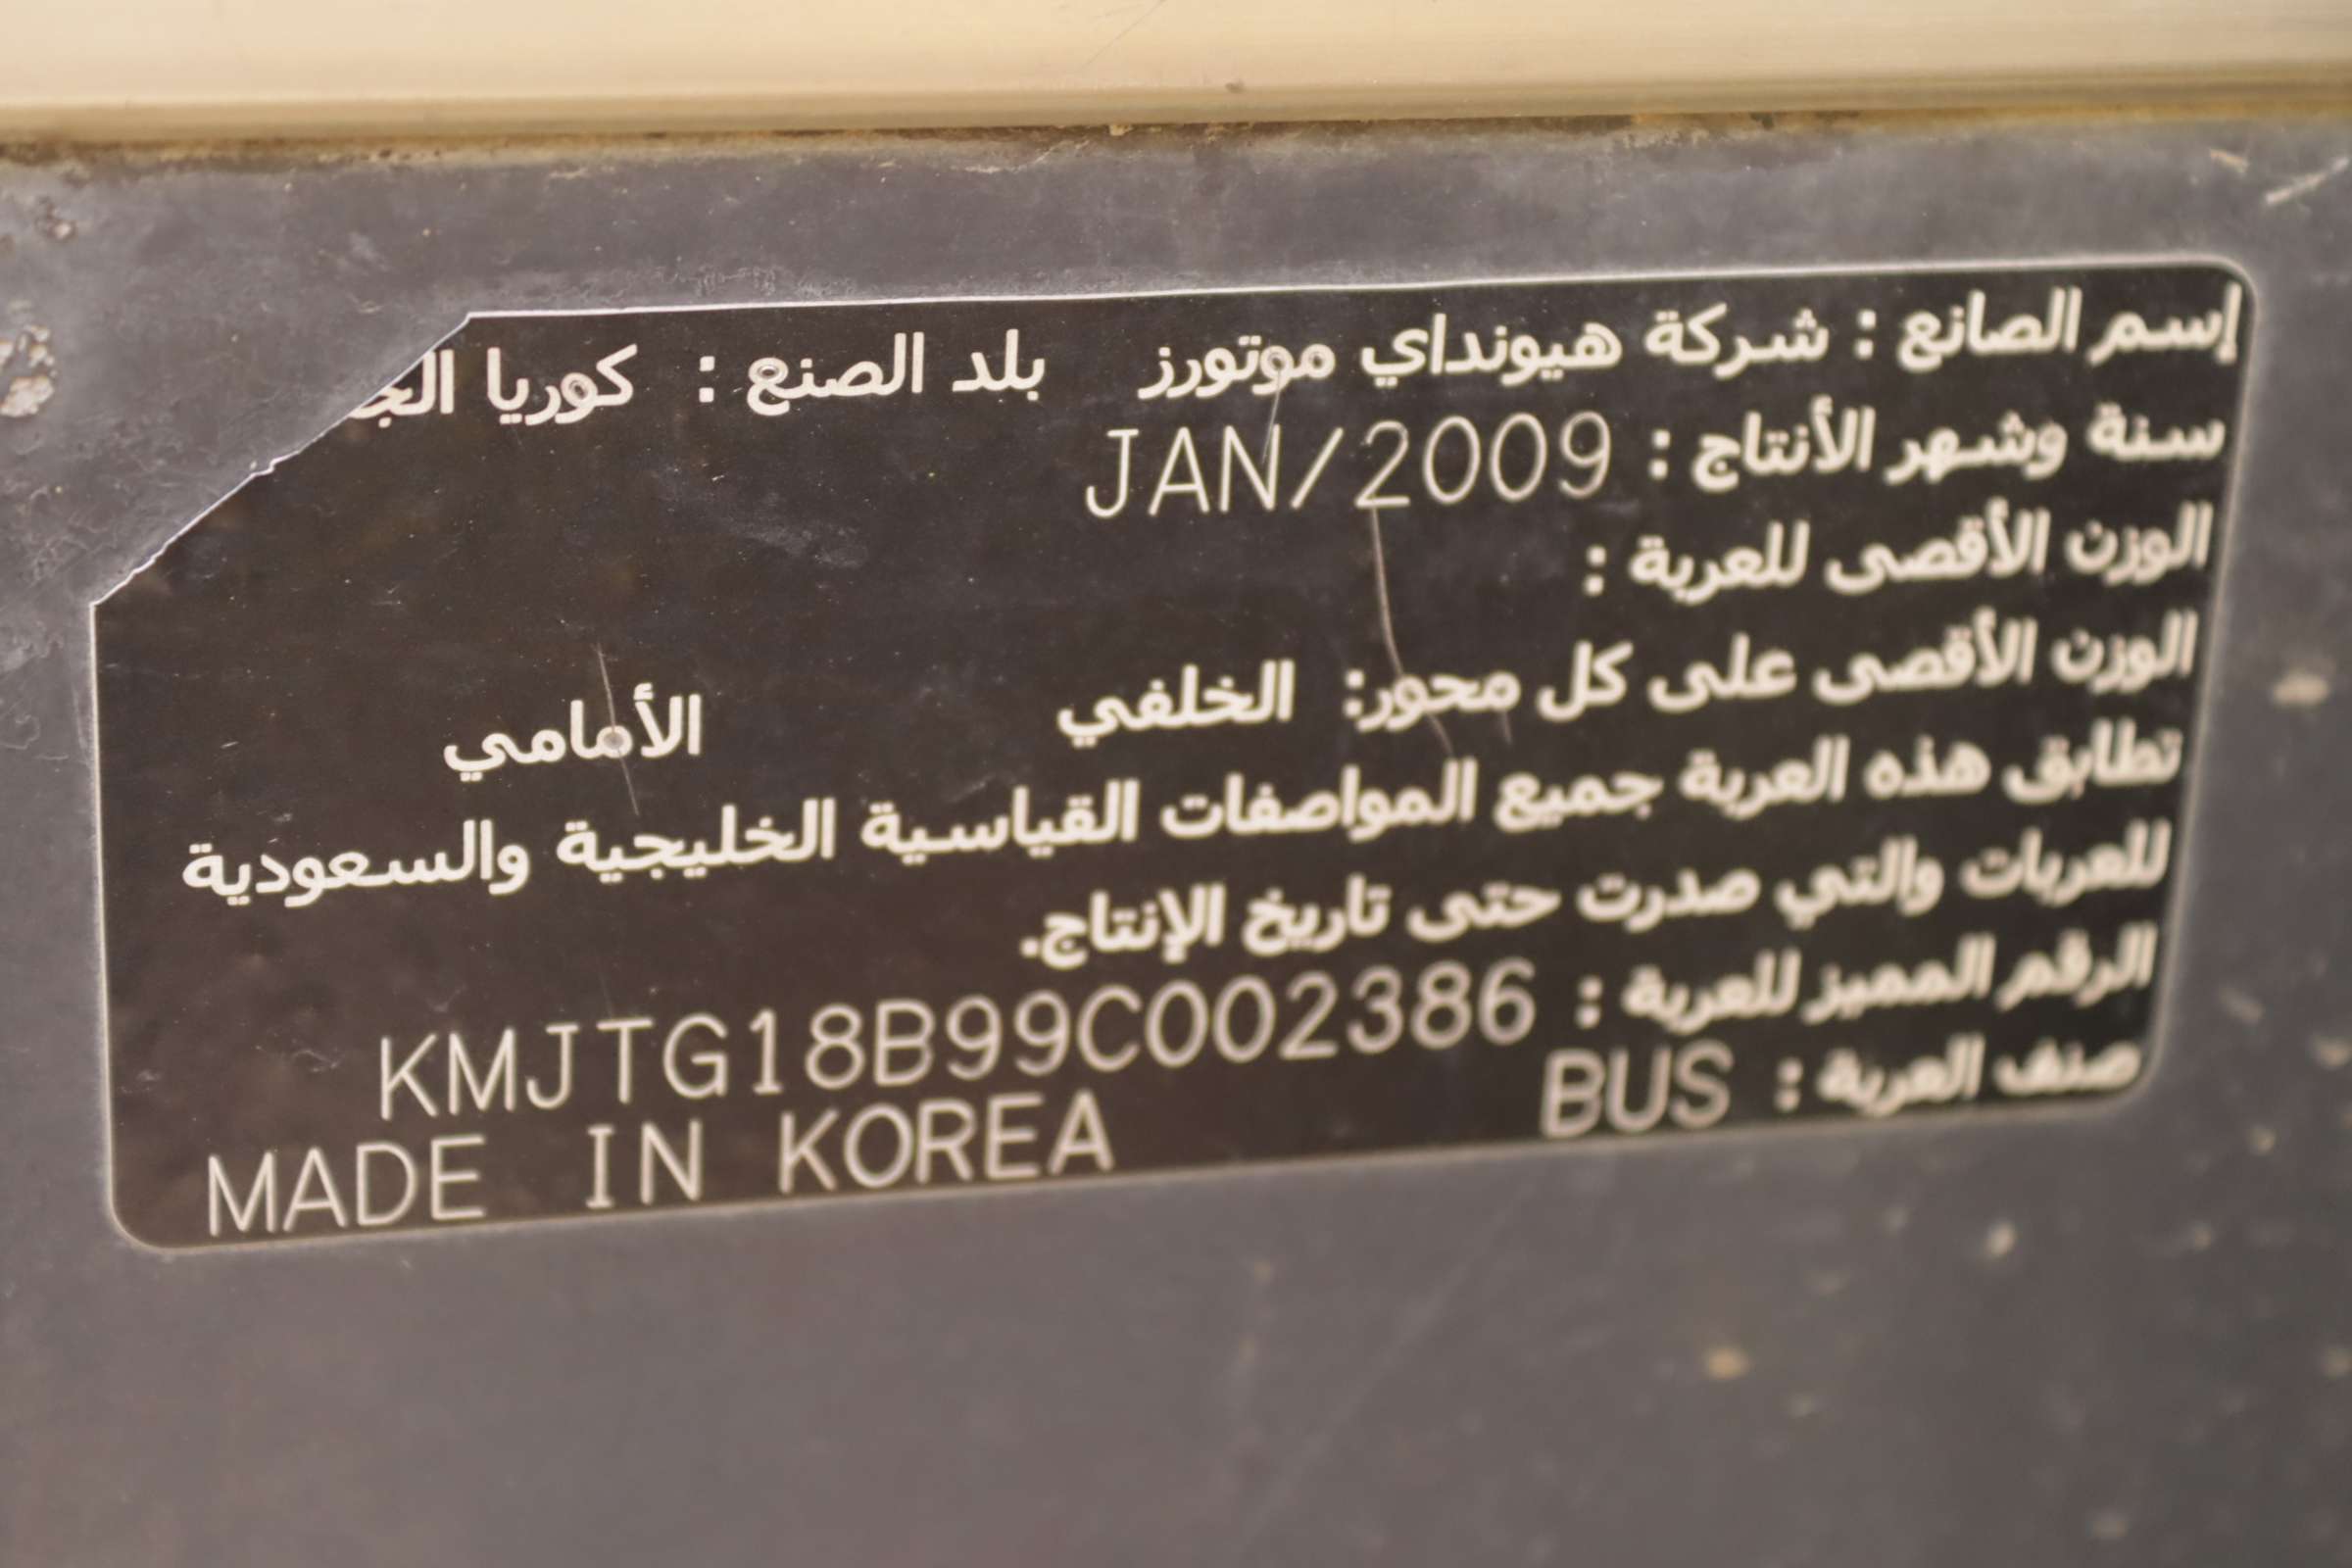 إسم الصانع : شركة هيونداي موتورز بلد الصنع : كوريا
سنة وشهر الأنتاج : JAN/2009
الوزن الأقصى للعربة :
الوزن الأقصى على كل محور: الخلفي الأمامي
تطابق هذه العربة جميع المواصفات القياسية الخليجية والسعودية
للعربات والتي صدرت حتى تاريخ الإنتاج.
الرقم المميز للعربة : KMJTG18B99C002386
صنف العربة : BUS MADE IN KOREA